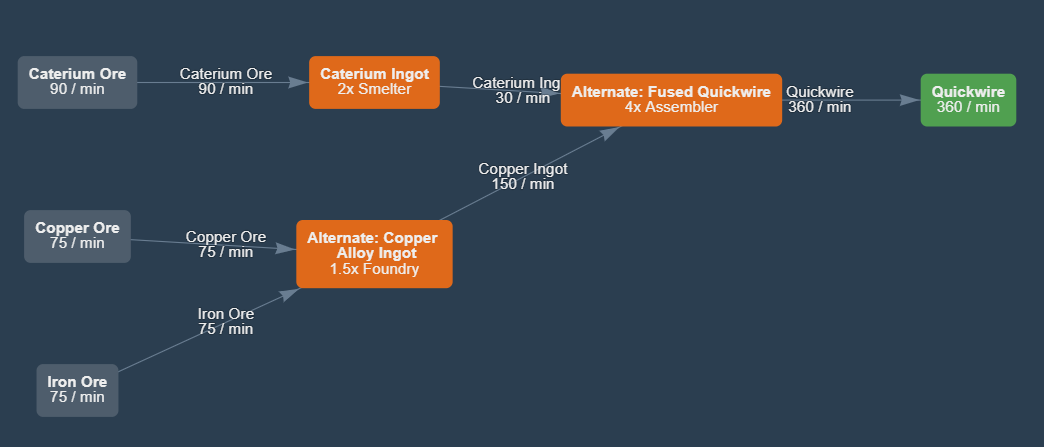 Caterium Ore
90 / min
Caterium Ore
90 / min
Caterium Ingot
2x Smelter
Caterium Ing
30 / min
Alternate: Fused Quickwire
4x Assembler
Quickwire
360 / min
Quickwire
360 / min
Copper Ingot
150 / min
Copper Ore
75 / min
Copper Ore
75 / min
Alternate: Copper
Alloy Ingot
1.5x Foundry
Iron Ore
75 / min
Iron Ore
75 / min